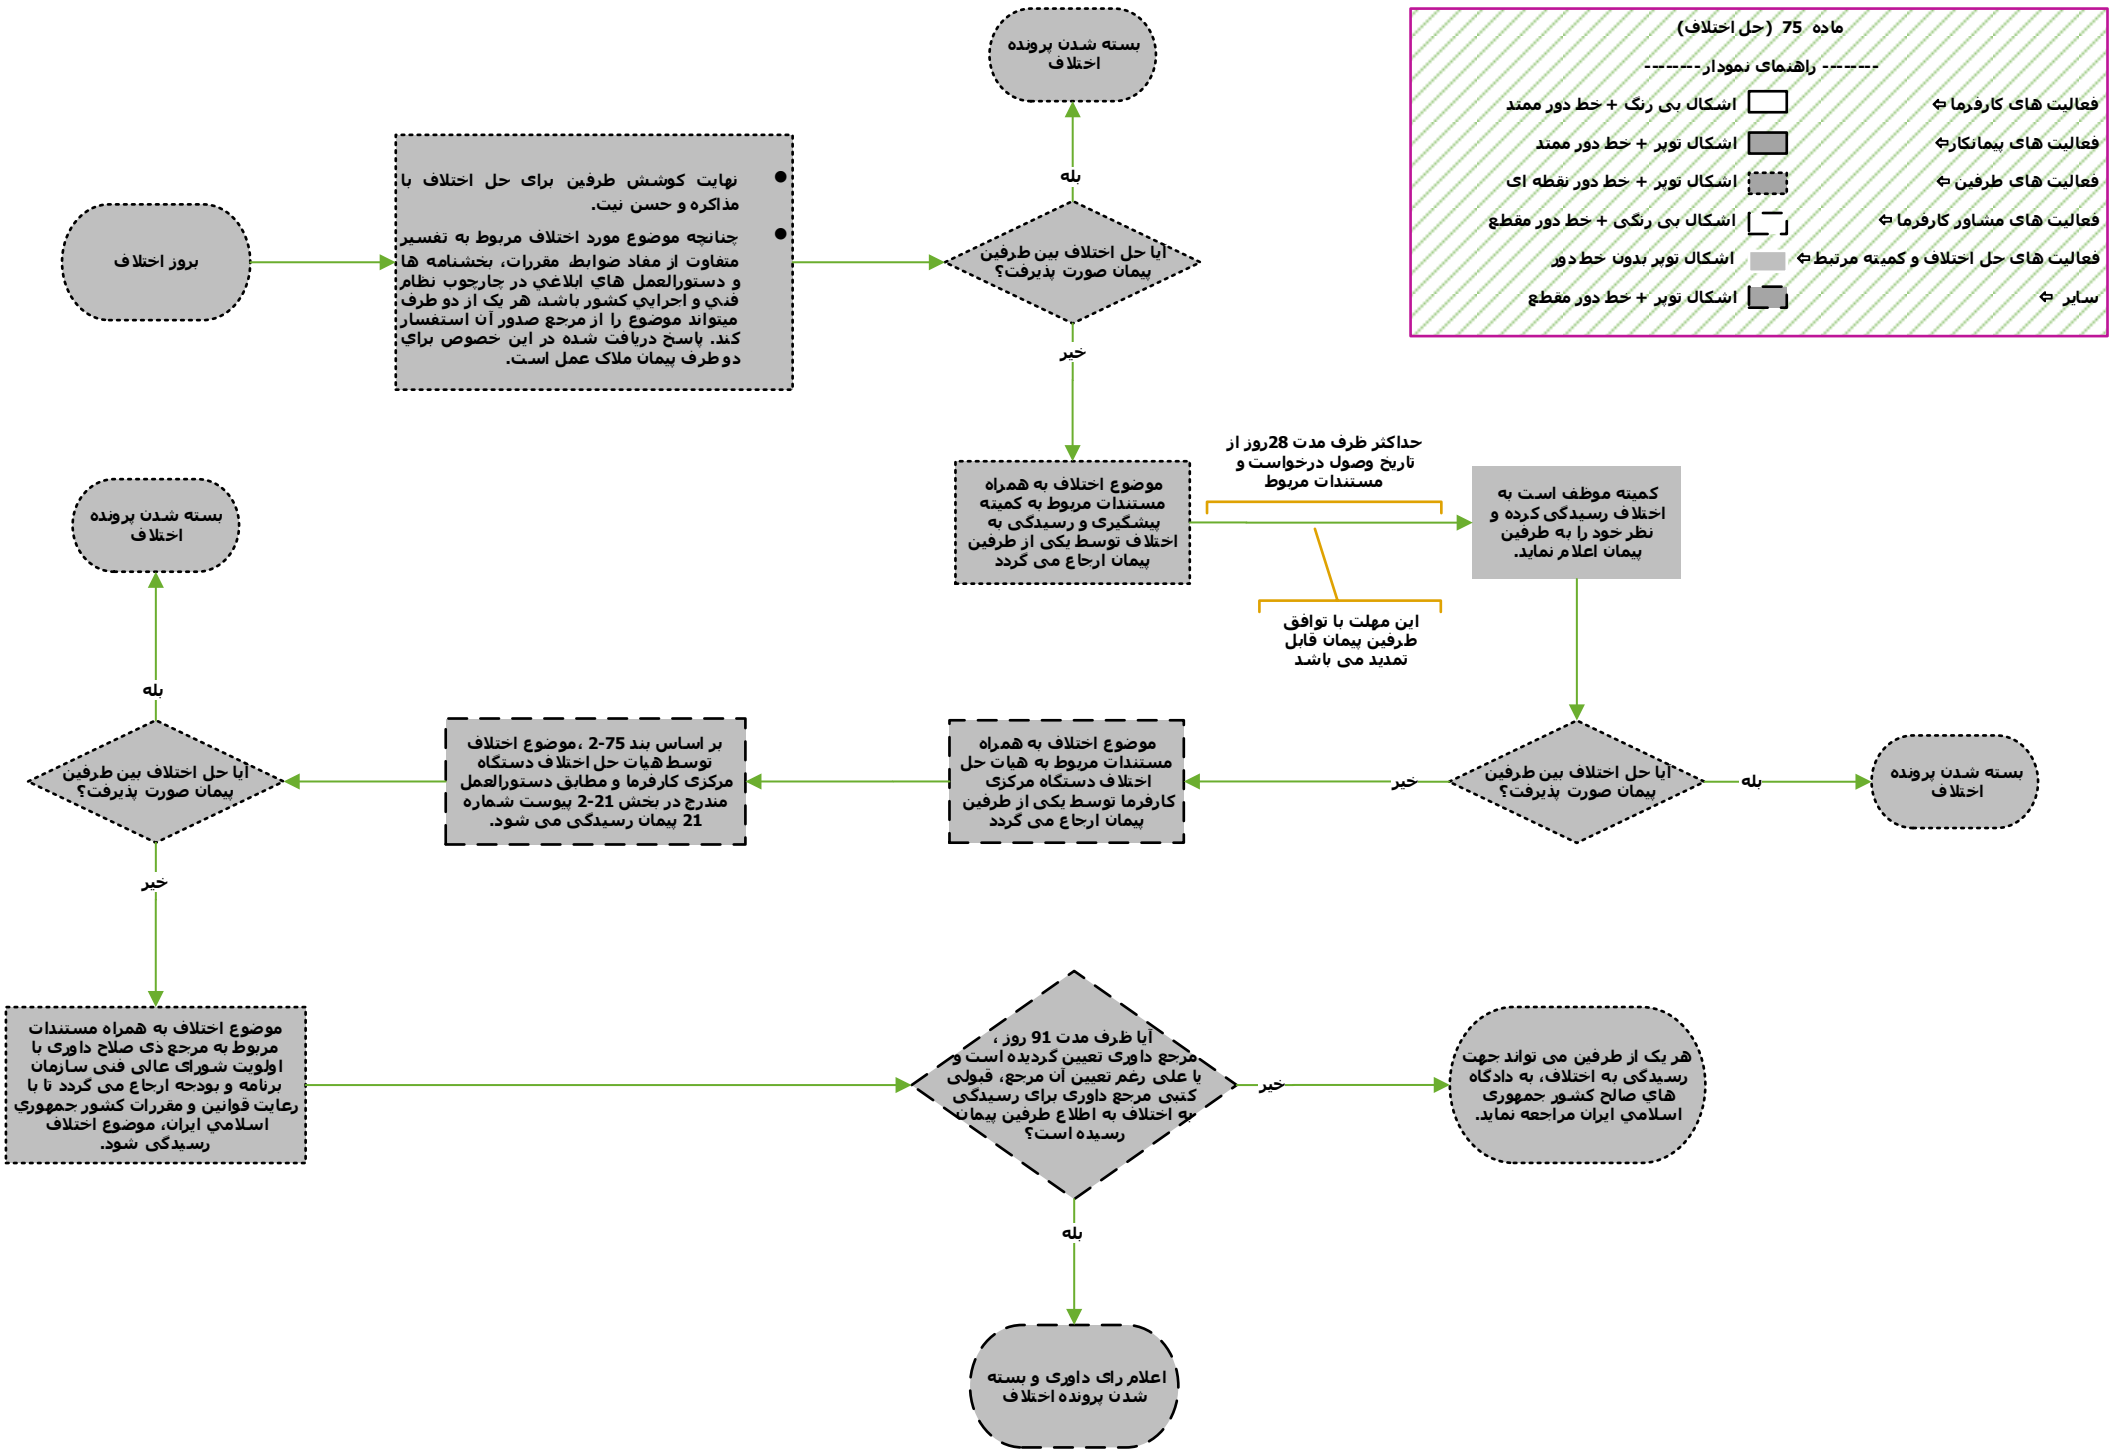 ماده 75 (حل اختلاف)
-------- راهنمای نمودار--------
فعالیت های کارفرما ⇦ اشکال بی رنگ + خط دور ممتد
فعالیت های پیمانکار⇦ اشکال توپر + خط دور ممتد
فعالیت های طرفین ⇦ اشکال توپر + خط دور نقطه ای
فعالیت های مشاور کارفرما ⇦ اشکال بی رنگی + خط دور مقطع
فعالیت های حل اختلاف و کمیته مرتبط⇦ اشکال توپر بدون خط دور
سایر ⇦ اشکال توپر + خط دور مقطع
بروز اختلاف
• نهایت کوشش طرفین برای حل اختلاف با
مذاکره و حسن نیت.
• چنانچه موضوع مورد اختلاف مربوط به تفسیر
متفاوت از مفاد ضوابط، مقررات، بخشنامه ها
و دستورالعمل هاي ابلاغي در چارچوب نظام
فني و اجرايي کشور باشد، هر یک از دو طرف
میتواند موضوع را از مرجع صدور آن استفسار
کند. پاسخ دریافت شده در این خصوص براي
دو طرف پیمان ملاک عمل است.
آیا حل اختلاف بین طرفین
پیمان صورت پذیرفت؟
بله
بسته شدن پرونده
اختلاف
خیر
موضوع اختلاف به همراه
مستندات مربوط به کمیته
پیشگیری و رسیدگی به
اختلاف توسط یکی از طرفین
پیمان ارجاع می گردد
حداکثر ظرف مدت 28روز از
تاریخ وصول درخواست و
مستندات مربوط
این مهلت با توافق
طرفین پیمان قابل
تمدید می باشد
کمیته موظف است به
اختلاف رسیدگی کرده و
نظر خود را به طرفین
پیمان اعلام نماید.
آیا حل اختلاف بین طرفین
پیمان صورت پذیرفت؟
بله
بسته شدن پرونده
اختلاف
خیر
موضوع اختلاف به همراه
مستندات مربوط به هیات حل
اختلاف دستگاه مرکزی
کارفرما توسط یکی از طرفین
پیمان ارجاع می گردد
بر اساس بند 75-2 ،موضوع اختلاف
توسط هیات حل اختلاف دستگاه
مرکزی کارفرما و مطابق دستورالعمل
مندرج در بخش 21-2 پیوست شماره
21 پیمان رسیدگی می شود.
آیا حل اختلاف بین طرفین
پیمان صورت پذیرفت؟
بله
بسته شدن پرونده
اختلاف
خیر
موضوع اختلاف به همراه مستندات
مربوط به مرجع ذی صلاح داوری با
اولویت شورای عالی فنی سازمان
برنامه و بودجه ارجاع می گردد تا با
رعایت قوانین و مقررات کشور جمهوري
اسلامي ایران، موضوع اختلاف
رسیدگی شود.
آیا ظرف مدت 91 روز ،
مرجع داوری تعیین گردیده است و
یا علی رغم تعیین آن مرجع، قبولی
کتبی مرجع داوری برای رسیدگی
به اختلاف به اطلاع طرفین پیمان
رسیده است؟
خیر
هر یک از طرفین می تواند جهت
رسیدگی به اختلاف، به دادگاه
هاي صالح کشور جمهوری
اسلامي ایران مراجعه نماید.
بله
اعلام رای داوری و بسته
شدن پرونده اختلاف